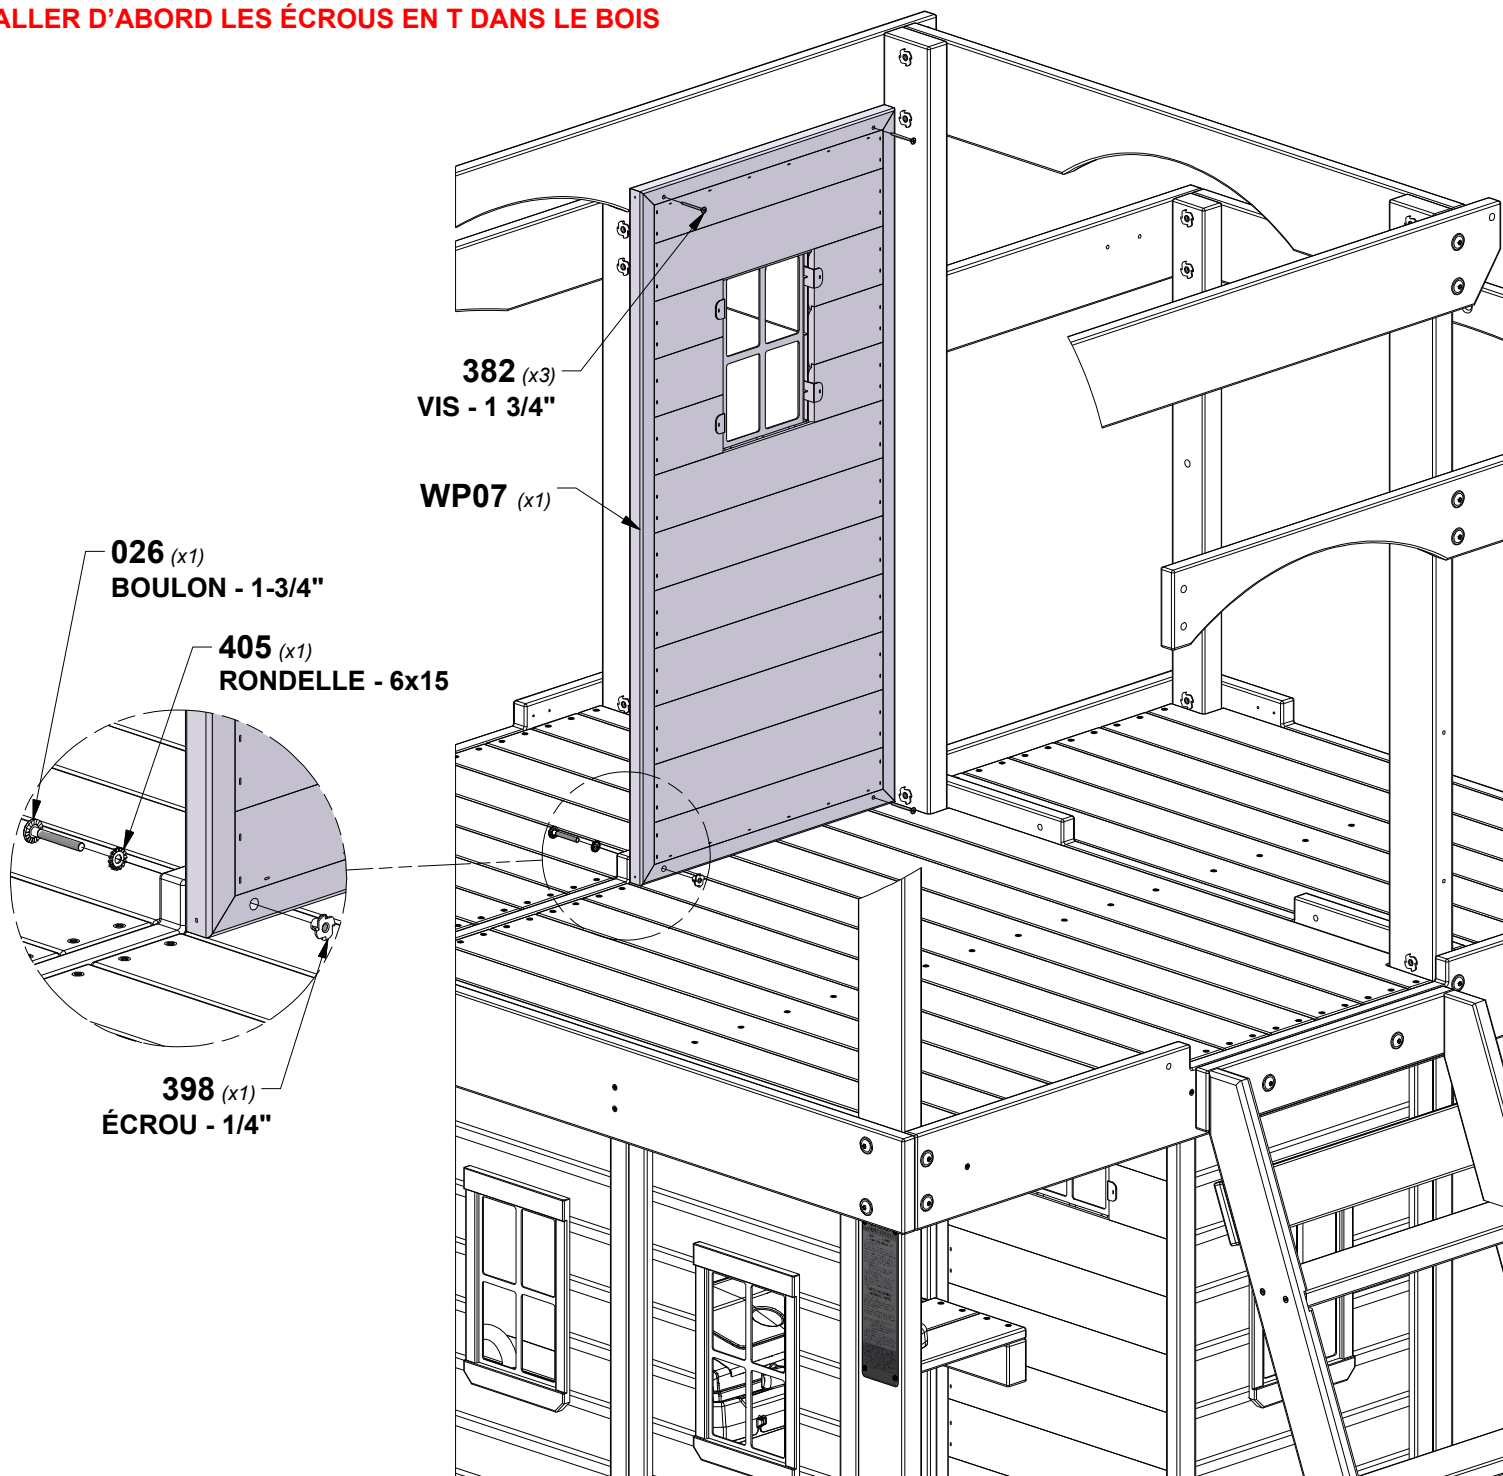 ALLER D’ABORD LES ÉCROUS EN T DANS LE BOIS
382 (x3)
VIS - 1 3/4"
WP07 (x1)
026 (x1)
BOULON - 1-3/4"
405 (x1)
RONDELLE - 6x15
398 (x1)
ÉCROU - 1/4"